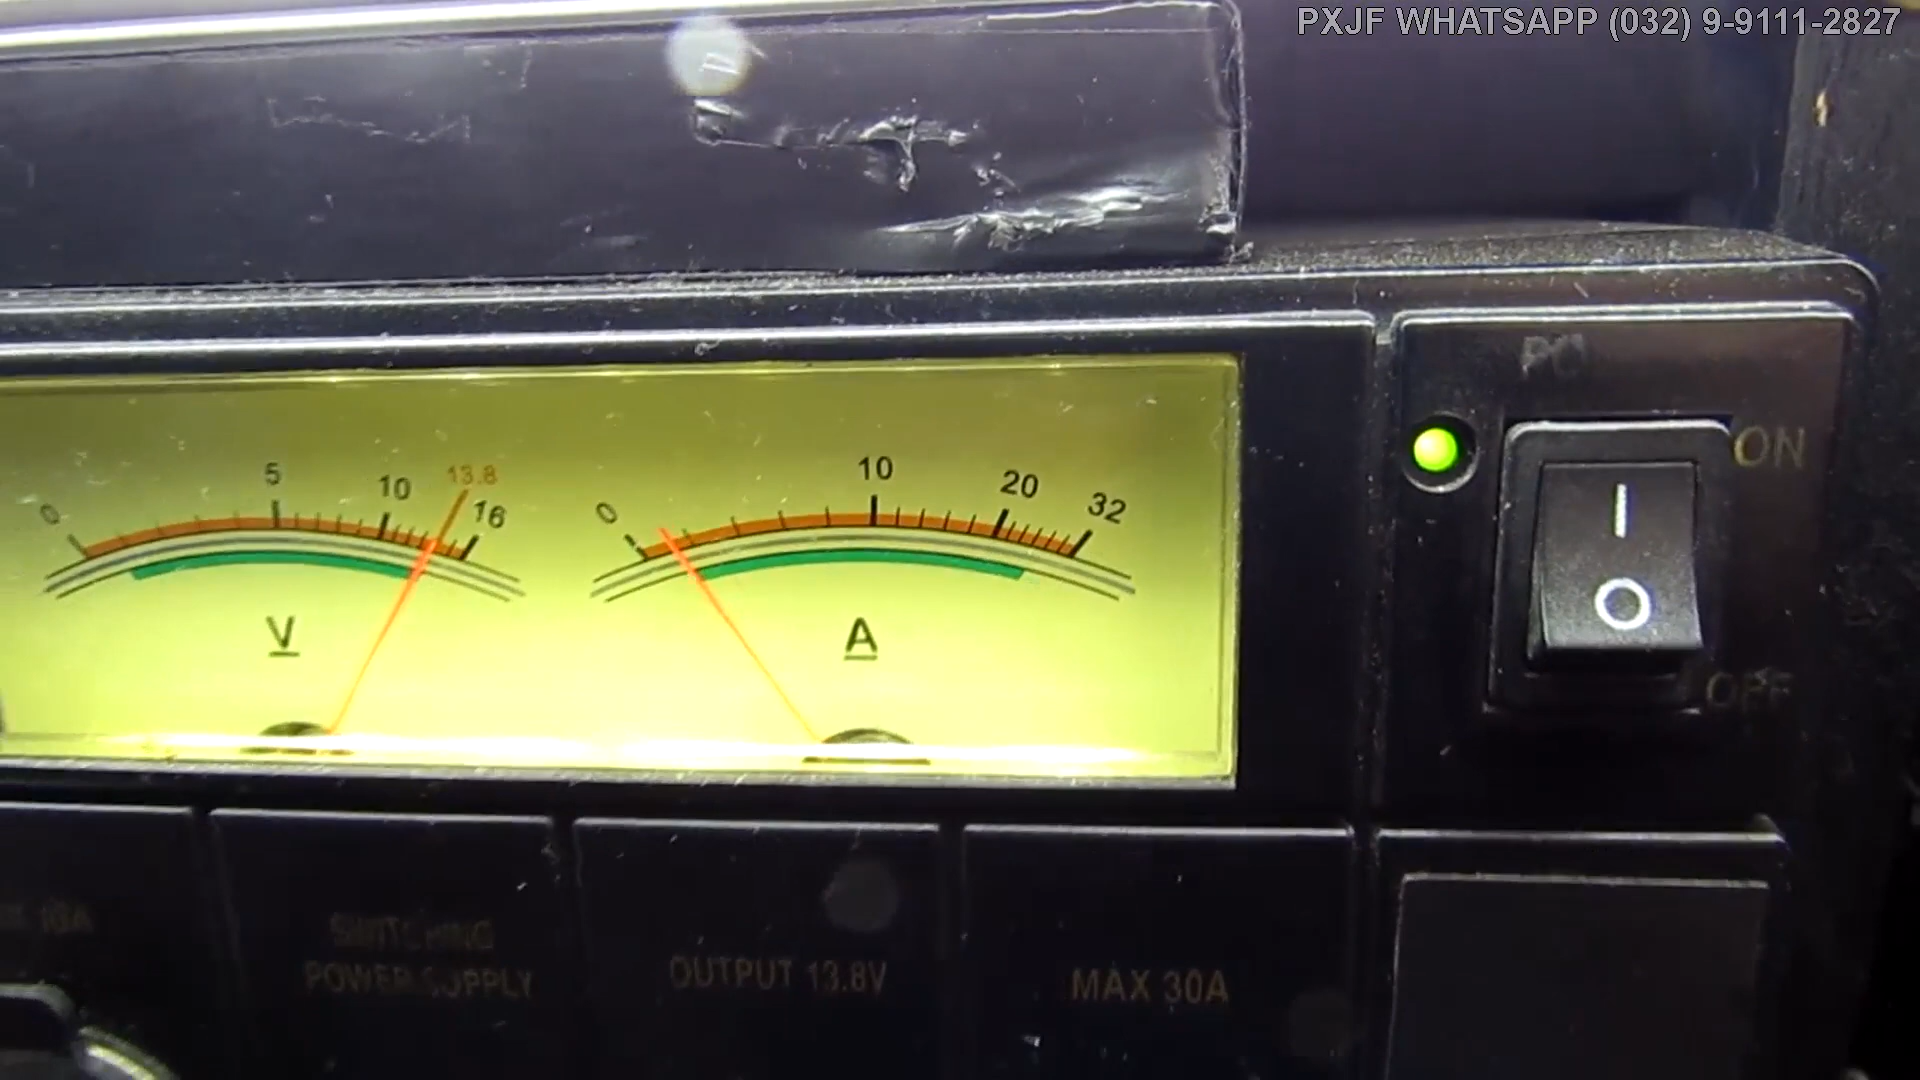 PXJF WHATSAPP (032) 9-9111-2827
ON
OFF
0 5 10 13.8 16
V
0 10 20 32
A
SWITCHING
POWER SUPPLY
OUTPUT 13.8V
MAX 30A